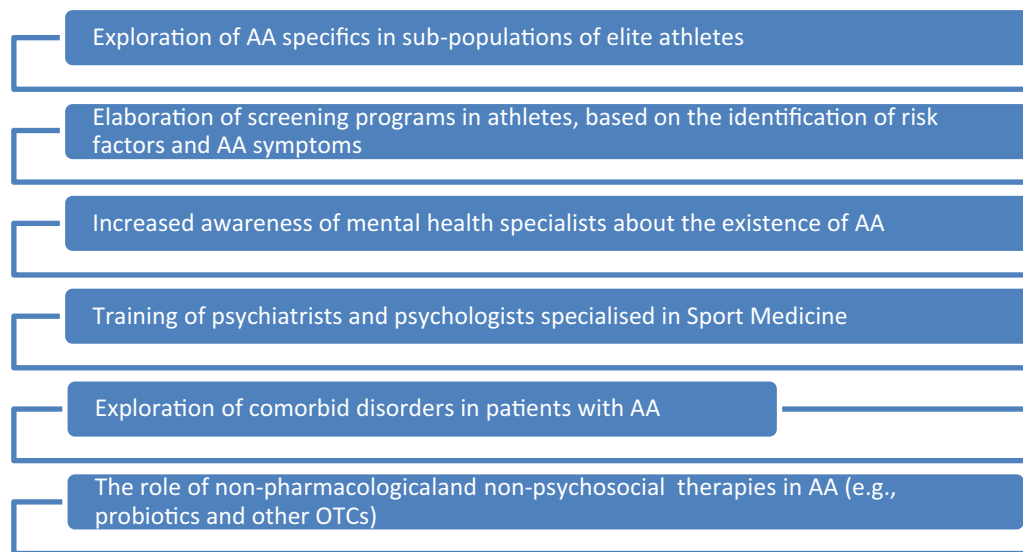 Exploration of AA specifics in sub-populations of elite athletes
Elaboration of screening programs in athletes, based on the identification of risk
factors and AA symptoms
Increased awareness of mental health specialists about the existence of AA
Training of psychiatrists and psychologists specialised in Sport Medicine
Exploration of comorbid disorders in patients with AA
The role of non-pharmacologicaland non-psychosocial therapies in AA (e.g.,
probiotics and other OTCs)